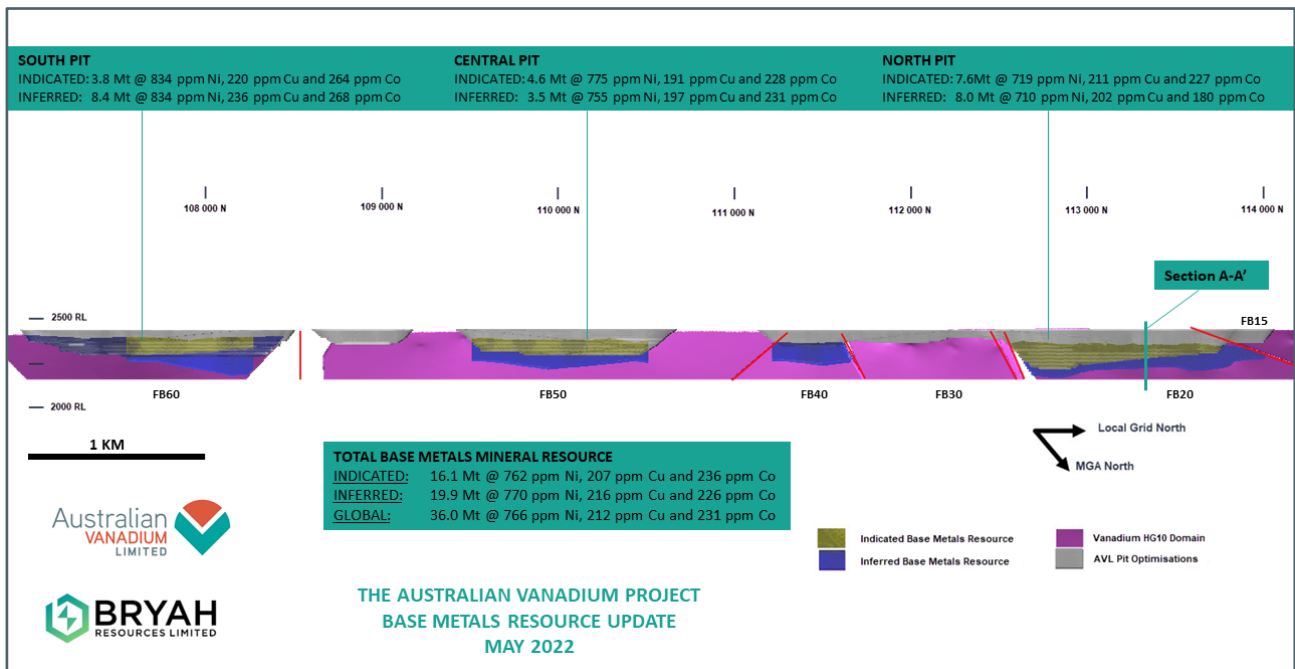 SOUTH PIT
INDICATED: 3.8 Mt @ 834 ppm Ni, 220 ppm Cu and 264 ppm Co
INFERRED: 8.4 Mt @ 834 ppm Ni, 236 ppm Cu and 268 ppm Co
CENTRAL PIT
INDICATED: 4.6 Mt @ 775 ppm Ni, 191 ppm Cu and 228 ppm Co
INFERRED: 3.5 Mt @ 755 ppm Ni, 197 ppm Cu and 231 ppm Co
NORTH PIT
INDICATED: 7.6Mt @ 719 ppm Ni, 211 ppm Cu and 227 ppm Co
INFERRED: 8.0 Mt @ 710 ppm Ni, 202 ppm Cu and 180 ppm Co
108 000 N
109 000 N
110 000 N
111 000 N
112 000 N
113 000 N
114 000 N
Section A-A'
2500 RL
FB15
2000 RL
FB60
FB50
FB40
FB30
FB20
1 KM
Local Grid North
MGA North
TOTAL BASE METALS MINERAL RESOURCE
INDICATED: 16.1 Mt @ 762 ppm Ni, 207 ppm Cu and 236 ppm Co
INFERRED: 19.9 Mt @ 770 ppm Ni, 216 ppm Cu and 226 ppm Co
GLOBAL: 36.0 Mt @ 766 ppm Ni, 212 ppm Cu and 231 ppm Co
Australian
VANADIUM
LIMITED
Indicated Base Metals Resource
Inferred Base Metals Resource
Vanadium HG10 Domain
AVL Pit Optimisations
BRYAH
RESOURCES LIMITED
THE AUSTRALIAN VANADIUM PROJECT
BASE METALS RESOURCE UPDATE
MAY 2022